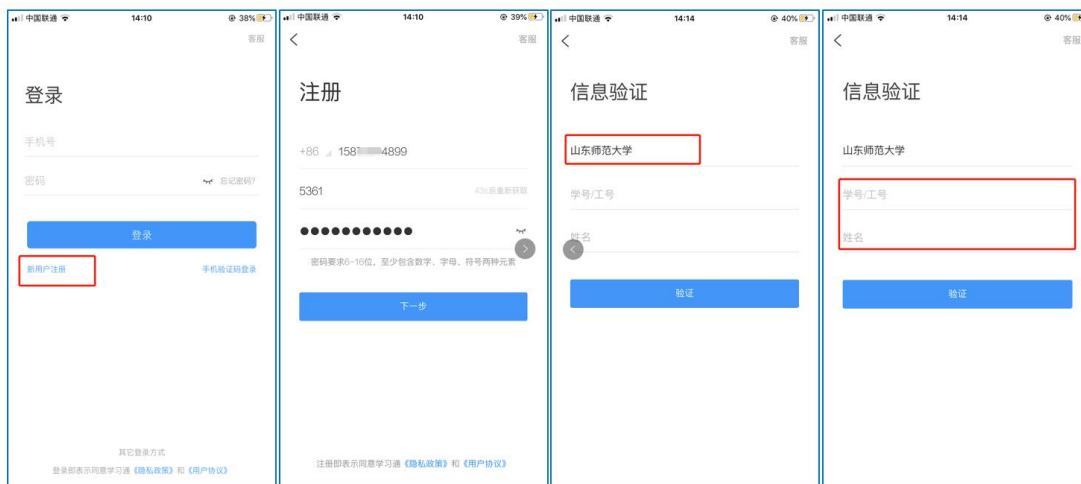 中国联通 14:10 38%
客服
登录
手机号
密码 忘记密码?
登录
新用户注册 手机验证码登录
其它登录方式
登录即表示同意学习通《隐私政策》和《用户协议》
中国联通 14:10 39%
客服
注册
+86 158 4899
5361 43s后重新获取
密码要求6-16位，至少包含数字、字母、符号两种元素
下一步
注册即表示同意学习通《隐私政策》和《用户协议》
中国联通 14:14 40%
客服
信息验证
山东师范大学
学号/工号
姓名
验证
中国联通 14:14 40%
客服
信息验证
山东师范大学
学号/工号
姓名
验证